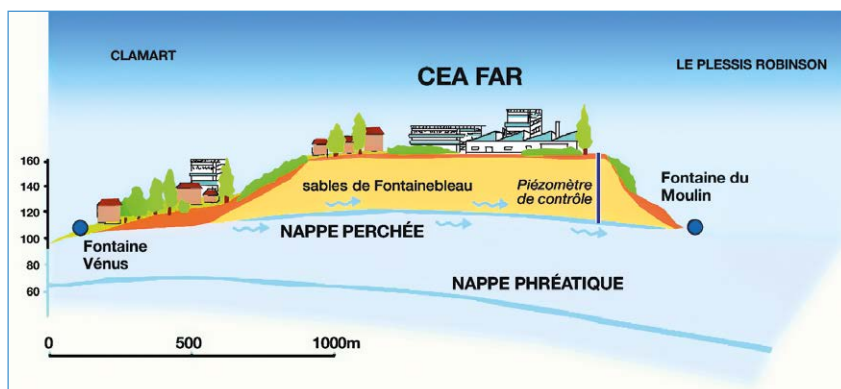 CLAMART
CEA FAR
LE PLESSIS ROBINSON
160
140
120
100
80
60
sables de Fontainebleau
Piézomètre
de contrôle
Fontaine du
Moulin
Fontaine
Vénus
NAPPE PERCHÉE
NAPPE PHRÉATIQUE
0
500
1000m